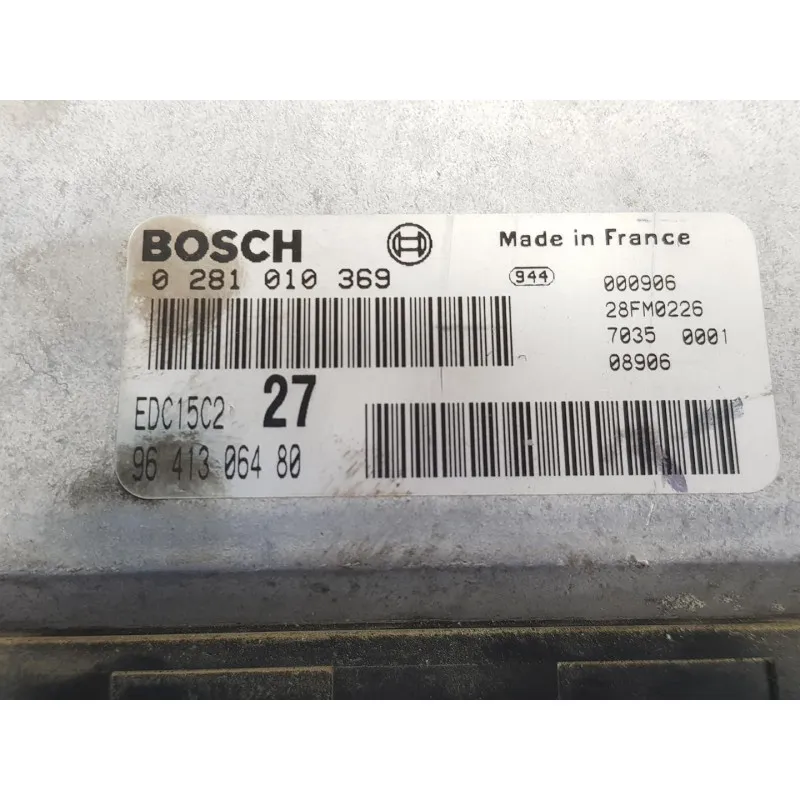 BOSCH
Made in France
0 281 010 369
944
000906
28FM0226
7035 0001
08906
EDC15C2 27
96 413 064 80